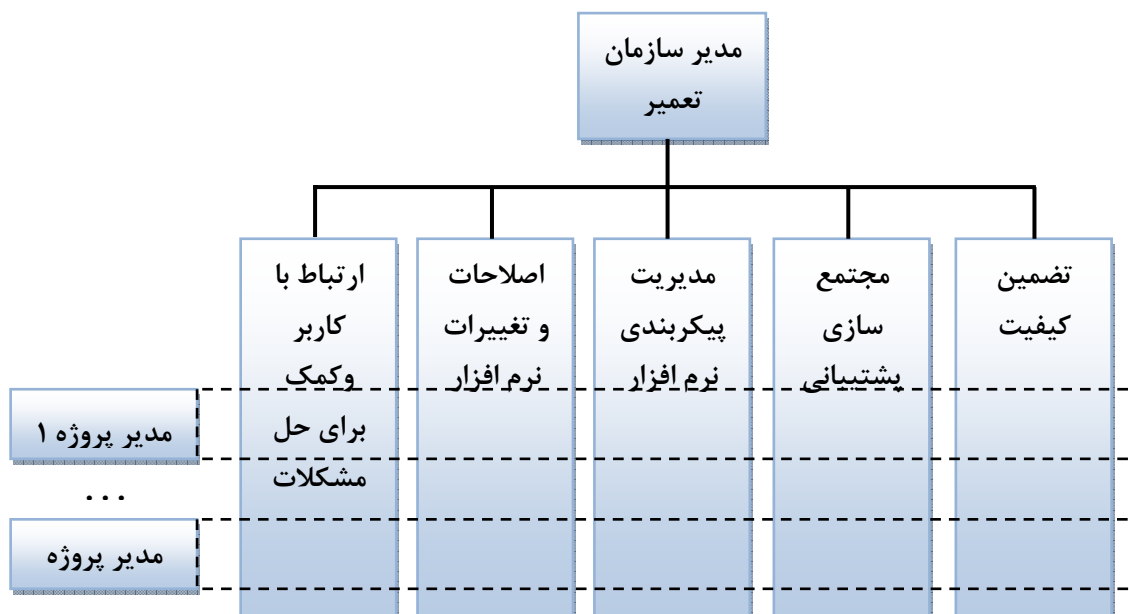 مدیر سازمان
تعمیر
تضمین
کیفیت
مجتمع
سازی
پشتیبانی
مدیریت
پیکربندی
نرم افزار
اصلاحات
و تغییرات
نرم افزار
ارتباط با
کاربر
وکمک
برای حل
مشکلات
مدیر پروژه ۱
...
مدیر پروژه